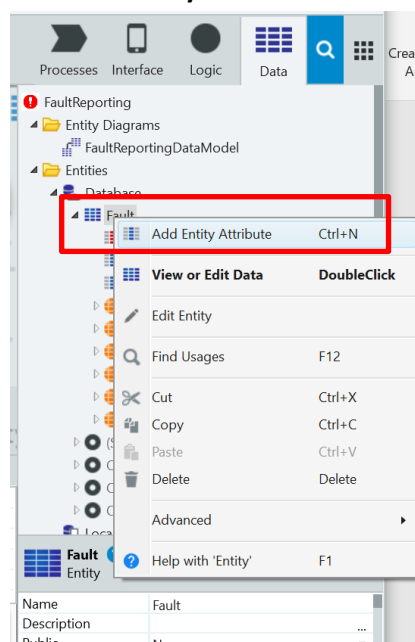 Processes Interface Logic Data
Crea
A
FaultReporting
Entity Diagrams
FaultReportingDataModel
Entities
Database
Fault
Add Entity Attribute Ctrl+N
View or Edit Data DoubleClick
Edit Entity
Find Usages F12
Cut Ctrl+X
Copy Ctrl+C
Paste Ctrl+V
Delete Delete
Advanced
Help with 'Entity' F1
Fault
Entity
Name Fault
Description ...